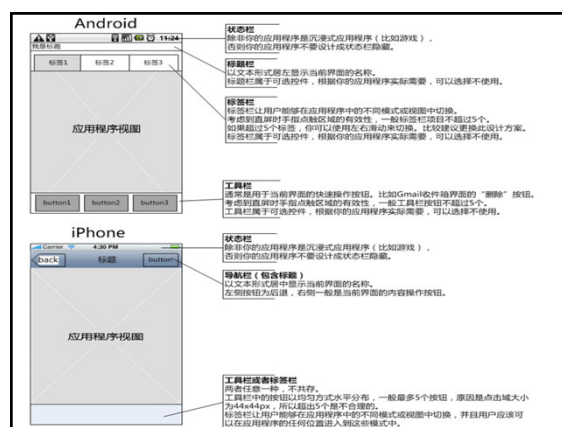 Android
11:24
我是标题
标签1 标签2 标签3
应用程序视图
button1 button2 button3
状态栏
除非你的应用程序是沉浸式应用程序（比如游戏），
否则你的应用程序不要设计成状态栏隐藏。
标题栏
以文本形式居左显示当前界面的名称。
标题栏属于可选控件，根据你的应用程序实际需要，可以选择不使用。
标签栏
标签栏让用户能够在应用程序中的不同模式或视图中切换。
考虑到直屏时手指点触区域的有效性，一般标签栏项目不超过5个。
如果超过5个标签，你可以使用左右滑动来切换。比较建议更换此设计方案。
标签栏属于可选控件，根据你的应用程序实际需要，可以选择不使用。
工具栏
通常是用于当前界面的快速操作按钮。比如Gmail收件箱界面的“删除”按钮。
考虑到直屏时手指点触区域的有效性，一般工具栏按钮不超过5个。
工具栏属于可选控件，根据你的应用程序实际需要，可以选择不使用。
iPhone
Carrier 4:30 PM
back 标题 button
应用程序视图
状态栏
除非你的应用程序是沉浸式应用程序（比如游戏），
否则你的应用程序不要设计成状态栏隐藏。
导航栏（包含标题）
以文本形式居中显示当前界面的名称。
左侧按钮为后退，右侧一般是当前界面的内容操作按钮。
工具栏或者标签栏
两者任意一种，不共存。
工具栏中的按钮以均匀方式水平分布，一般最多5个按钮，原因是点击域大小
为44x44px，所以超出5个是不合理的。
标签栏让用户能够在应用程序中的不同模式或视图中切换，并且用户应该可
以在应用程序的任何位置进入到这些模式中。